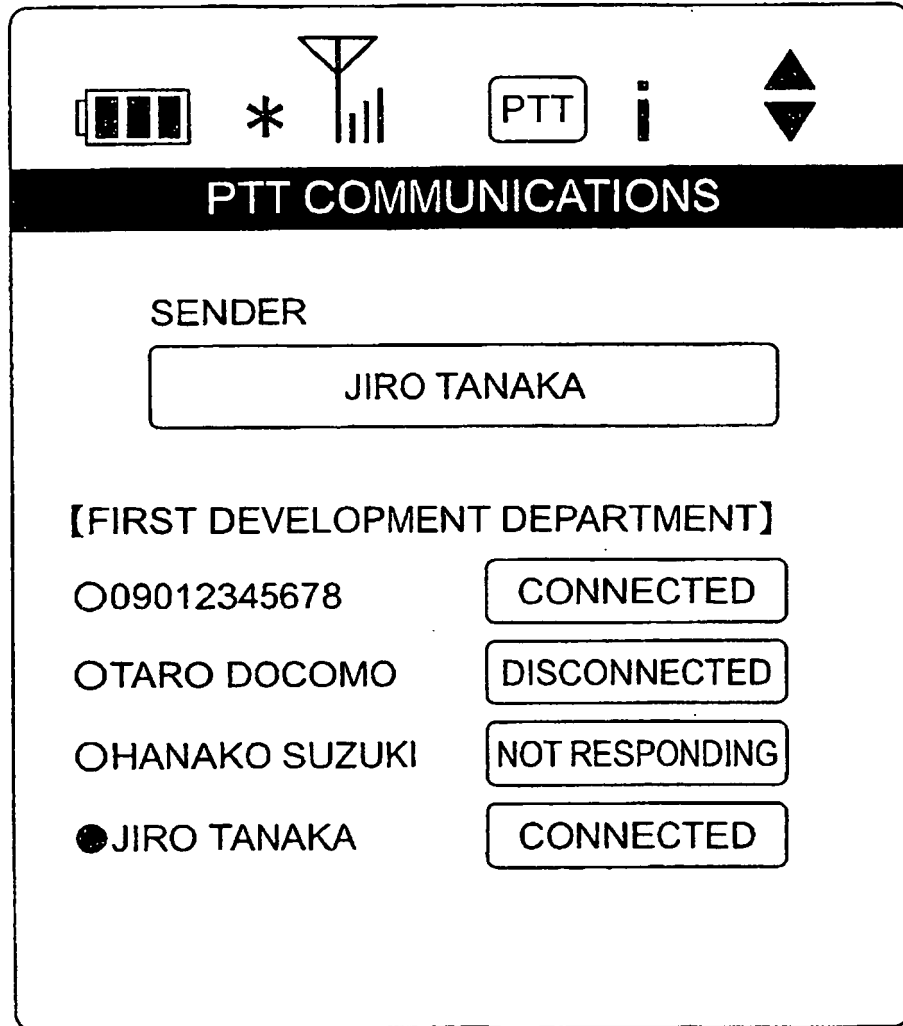 * PTT i
PTT COMMUNICATIONS
SENDER
JIRO TANAKA
【FIRST DEVELOPMENT DEPARTMENT】
○09012345678 CONNECTED
○TARO DOCOMO DISCONNECTED
○HANAKO SUZUKI NOT RESPONDING
●JIRO TANAKA CONNECTED